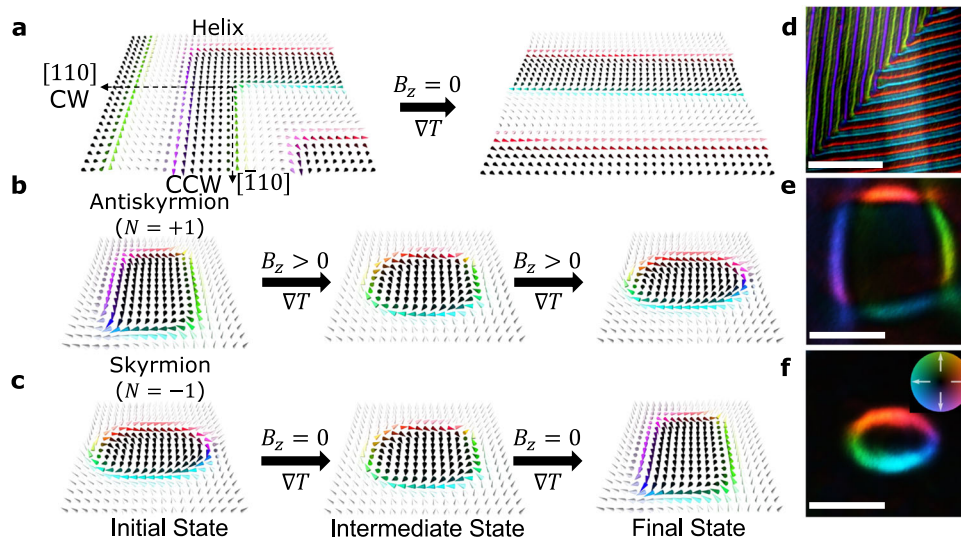 a
Helix
[110]
CW
B_z = 0
∇T
CCW
[1̄10]
d
b
Antiskyrmion
(N = +1)
B_z > 0
∇T
B_z > 0
∇T
e
c
Skyrmion
(N = −1)
B_z = 0
∇T
B_z = 0
∇T
f
Initial State
Intermediate State
Final State